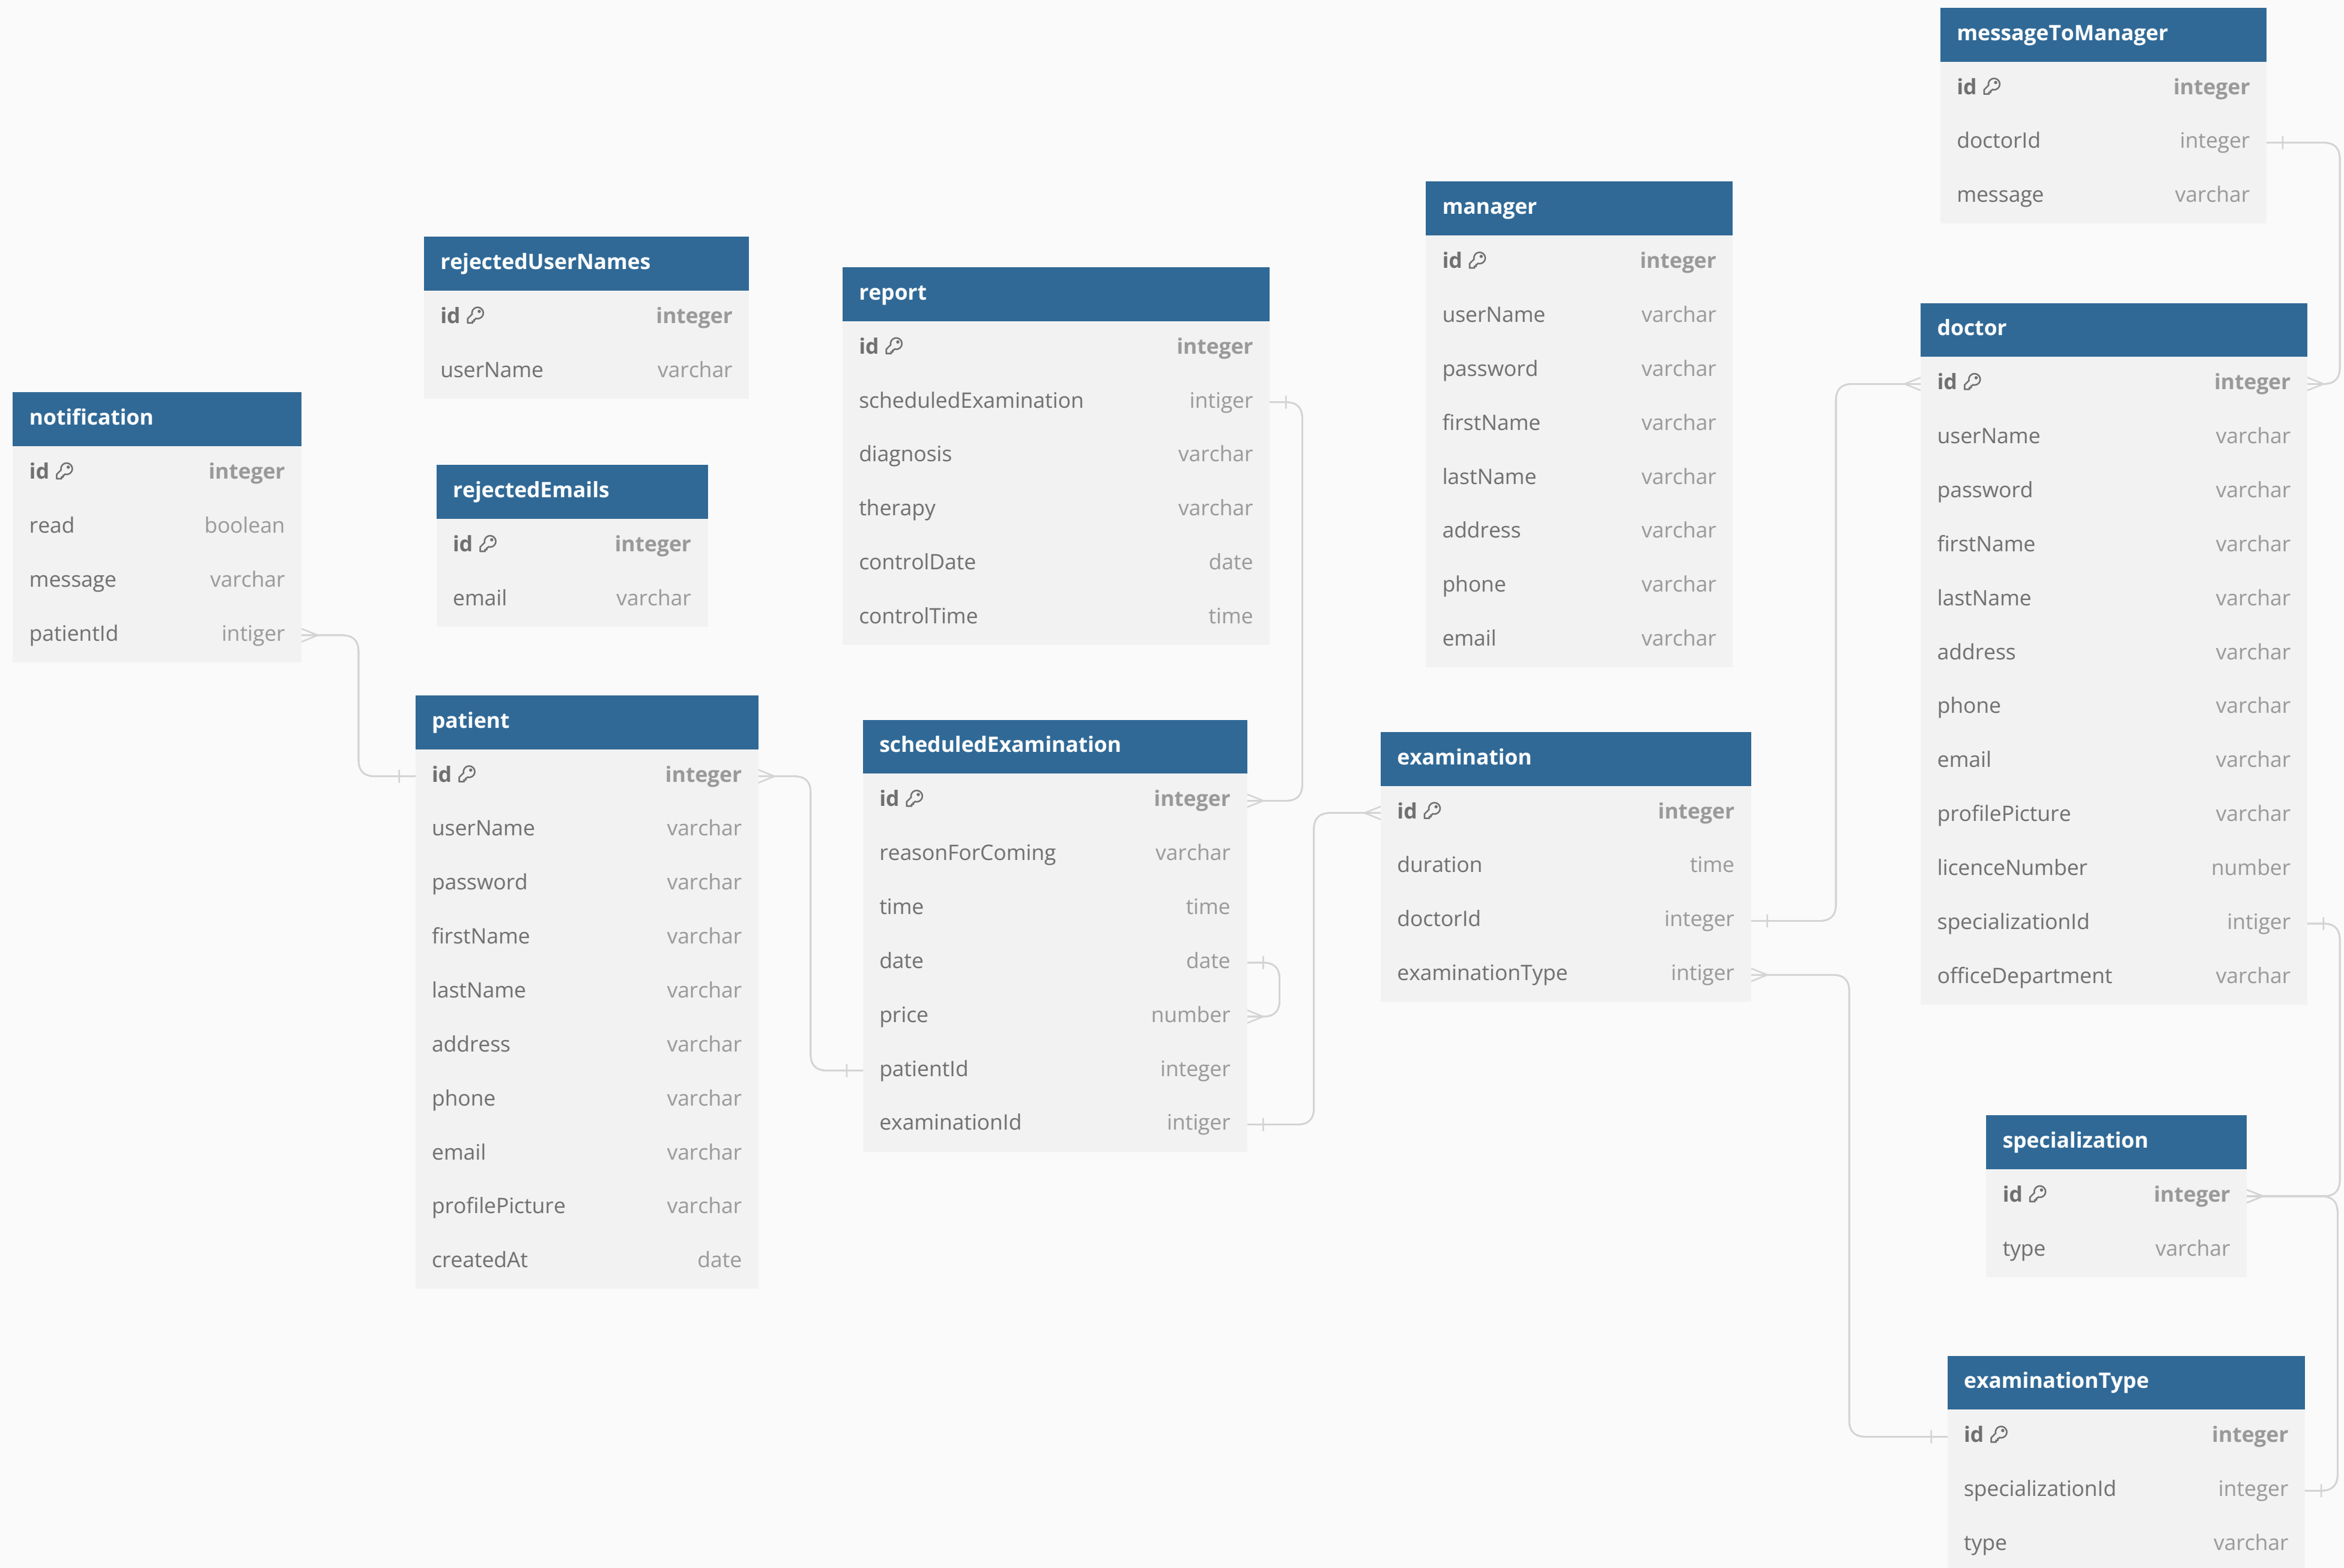 messageToManager
id integer
doctorId integer
message varchar
manager
id integer
userName varchar
password varchar
firstName varchar
lastName varchar
address varchar
phone varchar
email varchar
rejectedUserNames
id integer
userName varchar
report
id integer
scheduledExamination intiger
diagnosis varchar
therapy varchar
controlDate date
controlTime time
doctor
id integer
userName varchar
password varchar
firstName varchar
lastName varchar
address varchar
phone varchar
email varchar
profilePicture varchar
licenceNumber number
specializationId intiger
officeDepartment varchar
notification
id integer
read boolean
message varchar
patientId intiger
rejectedEmails
id integer
email varchar
patient
id integer
userName varchar
password varchar
firstName varchar
lastName varchar
address varchar
phone varchar
email varchar
profilePicture varchar
createdAt date
scheduledExamination
id integer
reasonForComing varchar
time time
date date
price number
patientId integer
examinationId intiger
examination
id integer
duration time
doctorId integer
examinationType intiger
specialization
id integer
type varchar
examinationType
id integer
specializationId integer
type varchar